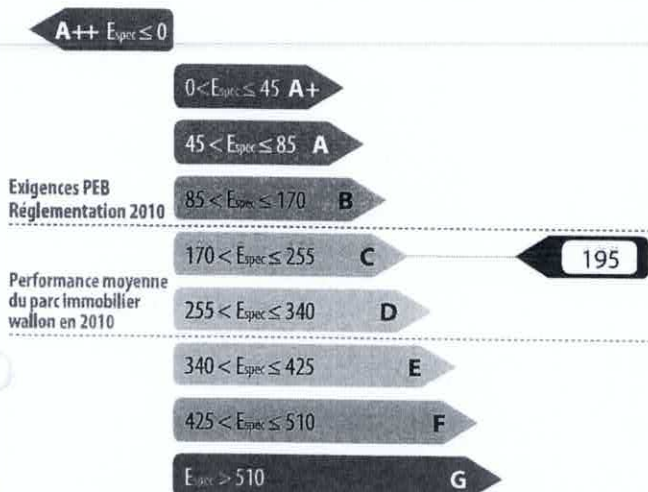 A++ Espec ≤ 0
0 < Espec ≤ 45 A+
45 < Espec ≤ 85 A
Exigences PEB
Réglementation 2010
85 < Espec ≤ 170 B
170 < Espec ≤ 255 C
195
Performance moyenne
du parc immobilier
wallon en 2010
255 < Espec ≤ 340 D
340 < Espec ≤ 425 E
425 < Espec ≤ 510 F
Espec > 510 G